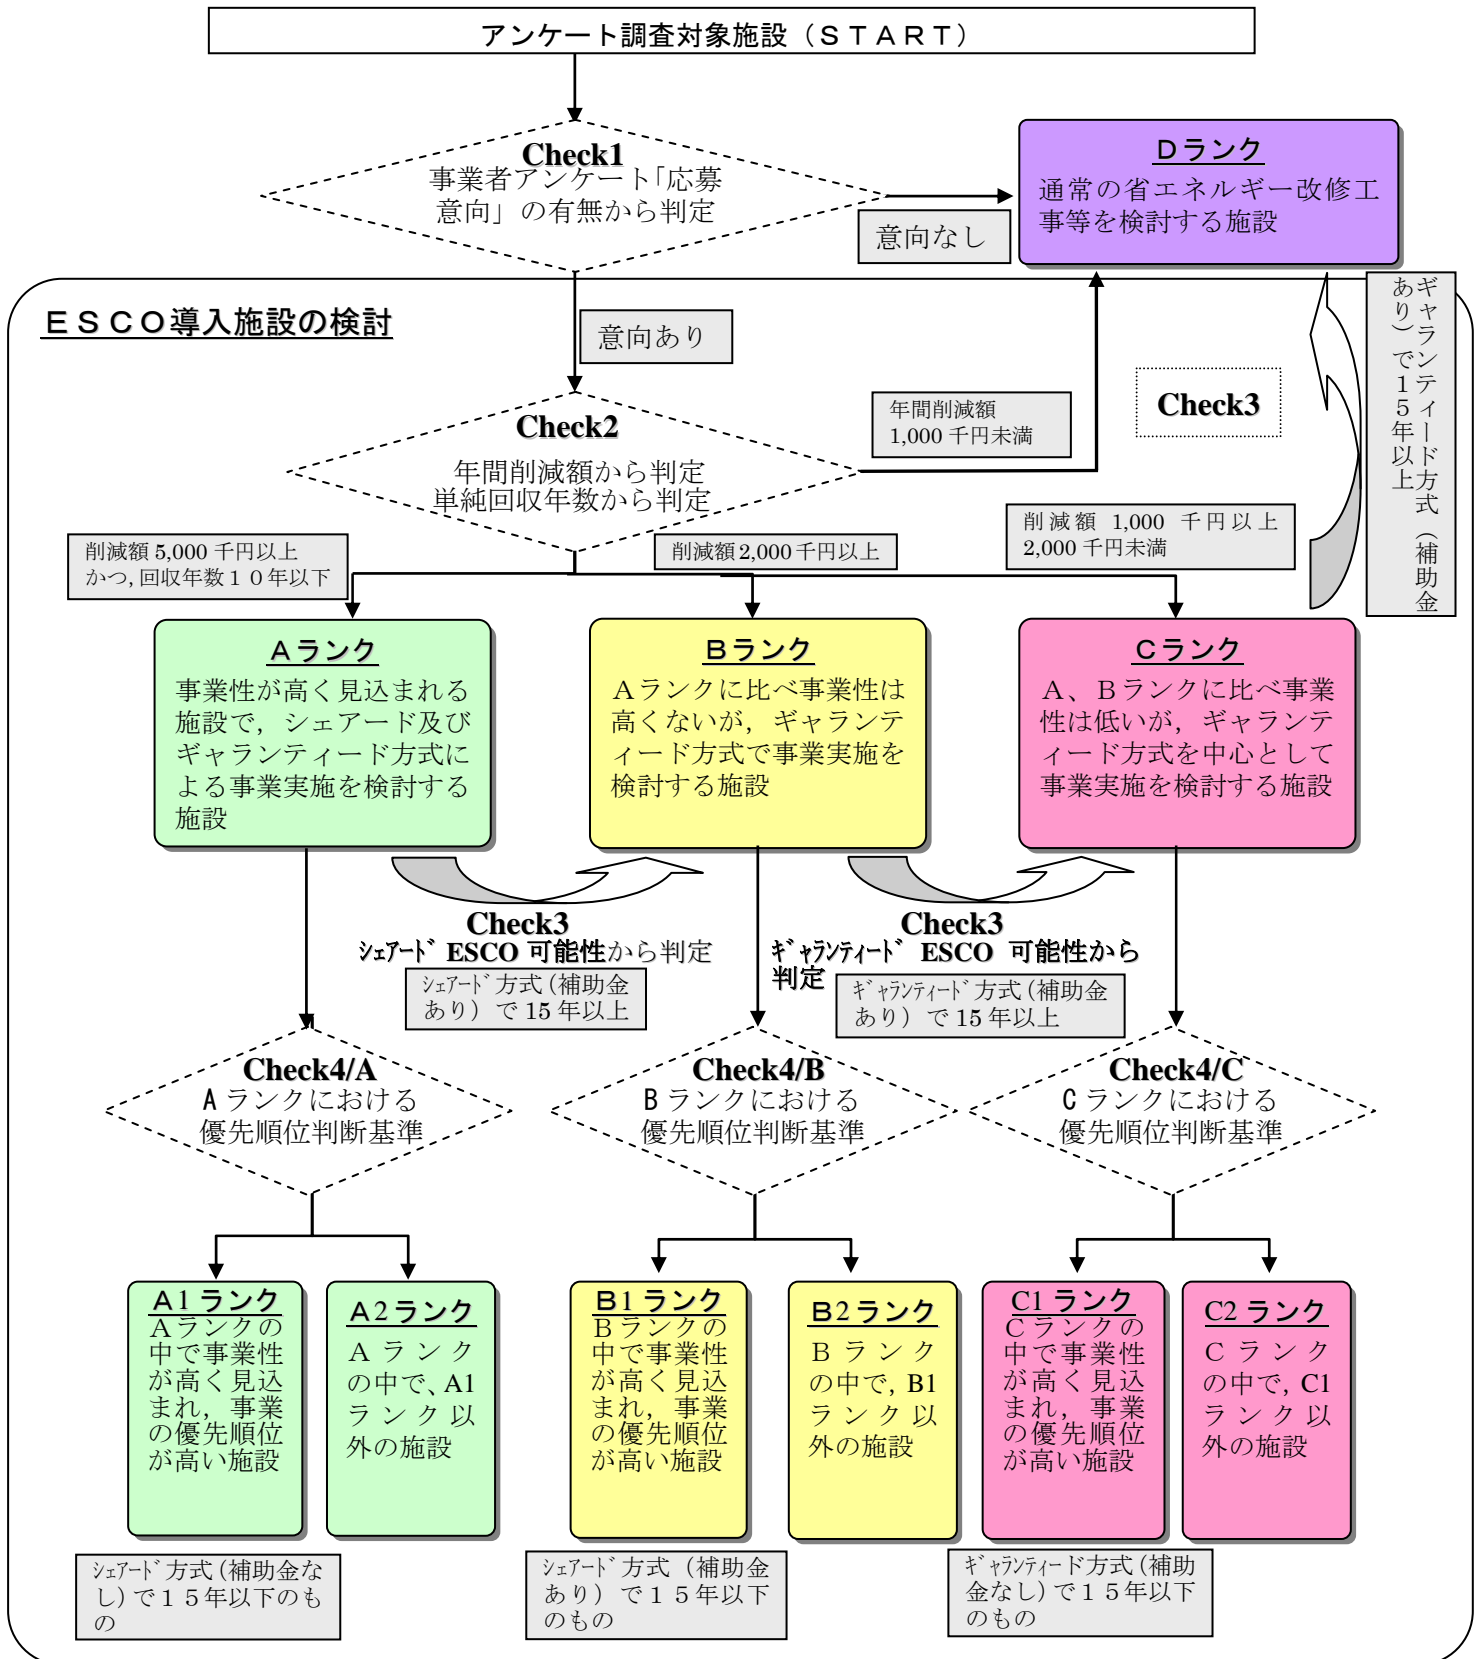 アンケート調査対象施設（ＳＴＡＲＴ）
Check1
事業者アンケート「応募
意向」の有無から判定
Ｄランク
通常の省エネルギー改修工
事等を検討する施設
意向なし
ＥＳＣＯ導入施設の検討
意向あり
Check2
年間削減額から判定
単純回収年数から判定
年間削減額
1,000 千円未満
Check3
ギャランティード方式（補助金
あり）で１５年以上
削減額 5,000 千円以上
かつ，回収年数１０年以下
削減額 2,000 千円以上
削減額 1,000 千円以上
2,000 千円未満
Ａランク
事業性が高く見込まれる
施設で，シェアード及び
ギャランティード方式に
よる事業実施を検討する
施設
Ｂランク
Ａランクに比べ事業性は
高くないが，ギャランテ
ィード方式で事業実施を
検討する施設
Ｃランク
Ａ、Ｂランクに比べ事業
性は低いが，ギャランテ
ィード方式を中心として
事業実施を検討する施設
Check3
ｼｪｱｰﾄﾞ ESCO 可能性から判定
ｼｪｱｰﾄﾞ方式（補助金
あり）で 15 年以上
Check3
ｷﾞｬﾗﾝﾃｨｰﾄﾞ ESCO 可能性から
判定
ｷﾞｬﾗﾝﾃｨｰﾄﾞ方式（補助金
あり）で 15 年以上
Check4/A
A ランクにおける
優先順位判断基準
Check4/B
B ランクにおける
優先順位判断基準
Check4/C
C ランクにおける
優先順位判断基準
Ａ1 ランク
Ａランクの
中で事業性
が高く見込
まれ，事業
の優先順位
が高い施設
Ａ2 ランク
Ａランク
の中で、A1
ランク以
外の施設
Ｂ1 ランク
Ｂランクの
中で事業性
が高く見込
まれ，事業
の優先順位
が高い施設
Ｂ2 ランク
Ｂランク
の中で，B1
ランク以
外の施設
C1 ランク
Ｃランクの
中で事業性
が高く見込
まれ，事業
の優先順位
が高い施設
C2 ランク
Ｃランク
の中で，C1
ランク以
外の施設
ｼｪｱｰﾄﾞ方式（補助金な
し）で１５年以下のも
の
ｼｪｱｰﾄﾞ方式（補助金
あり）で１５年以下
のもの
ｷﾞｬﾗﾝﾃｨード方式（補助
金なし）で１５年以下
のもの